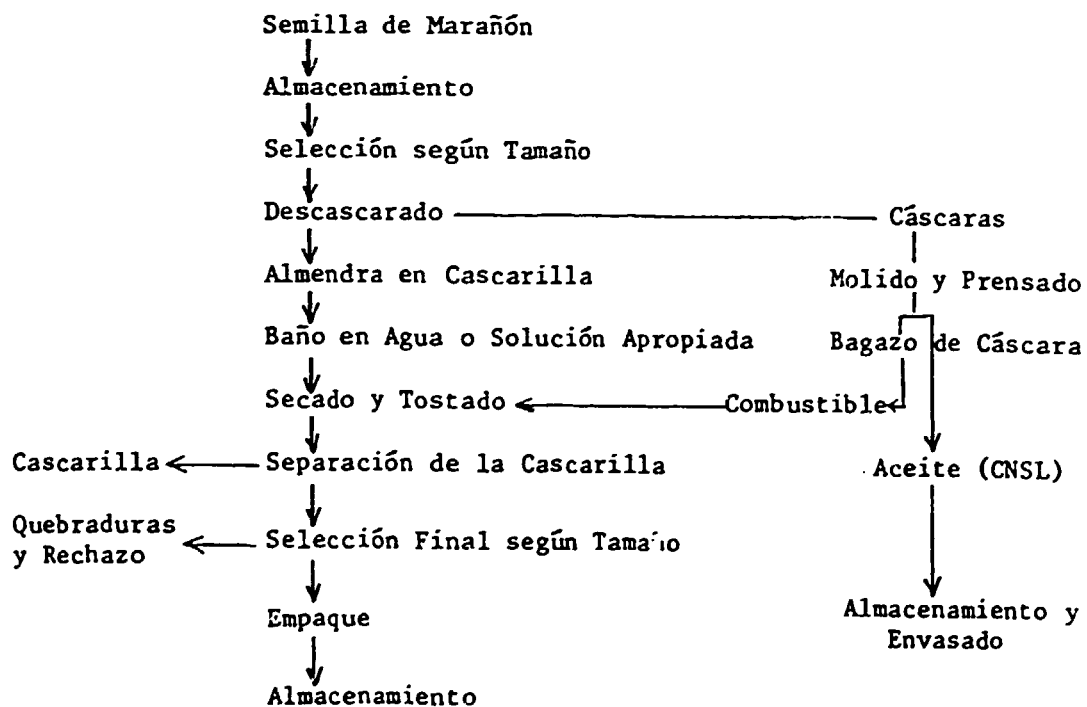 Semilla de Marañón
Almacenamiento
Selección según Tamaño
Descascarado
Cáscaras
Almendra en Cascarilla
Molido y Prensado
Baño en Agua o Solución Apropiada
Bagazo de Cáscara
Secado y Tostado
Combustible
Cascarilla
Separación de la Cascarilla
Aceite (CNSL)
Quebraduras
y Rechazo
Selección Final según Tamaño
Empaque
Almacenamiento y
Envasado
Almacenamiento